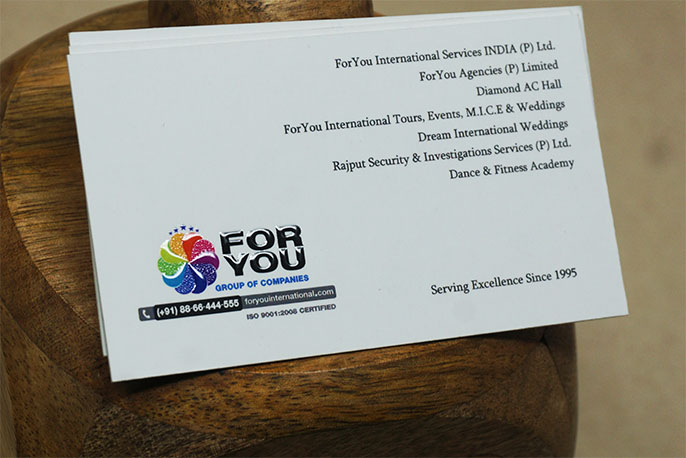 ForYou International Services INDIA (P) Ltd.
ForYou Agencies (P) Limited
Diamond AC Hall
ForYou International Tours, Events, M.I.C.E & Weddings
Dream International Weddings
Rajput Security & Investigations Services (P) Ltd.
Dance & Fitness Academy
FOR
YOU
GROUP OF COMPANIES
(+91) 88-66-444-555 foryouinternational.com
ISO 9001:2008 CERTIFIED
Serving Excellence Since 1995